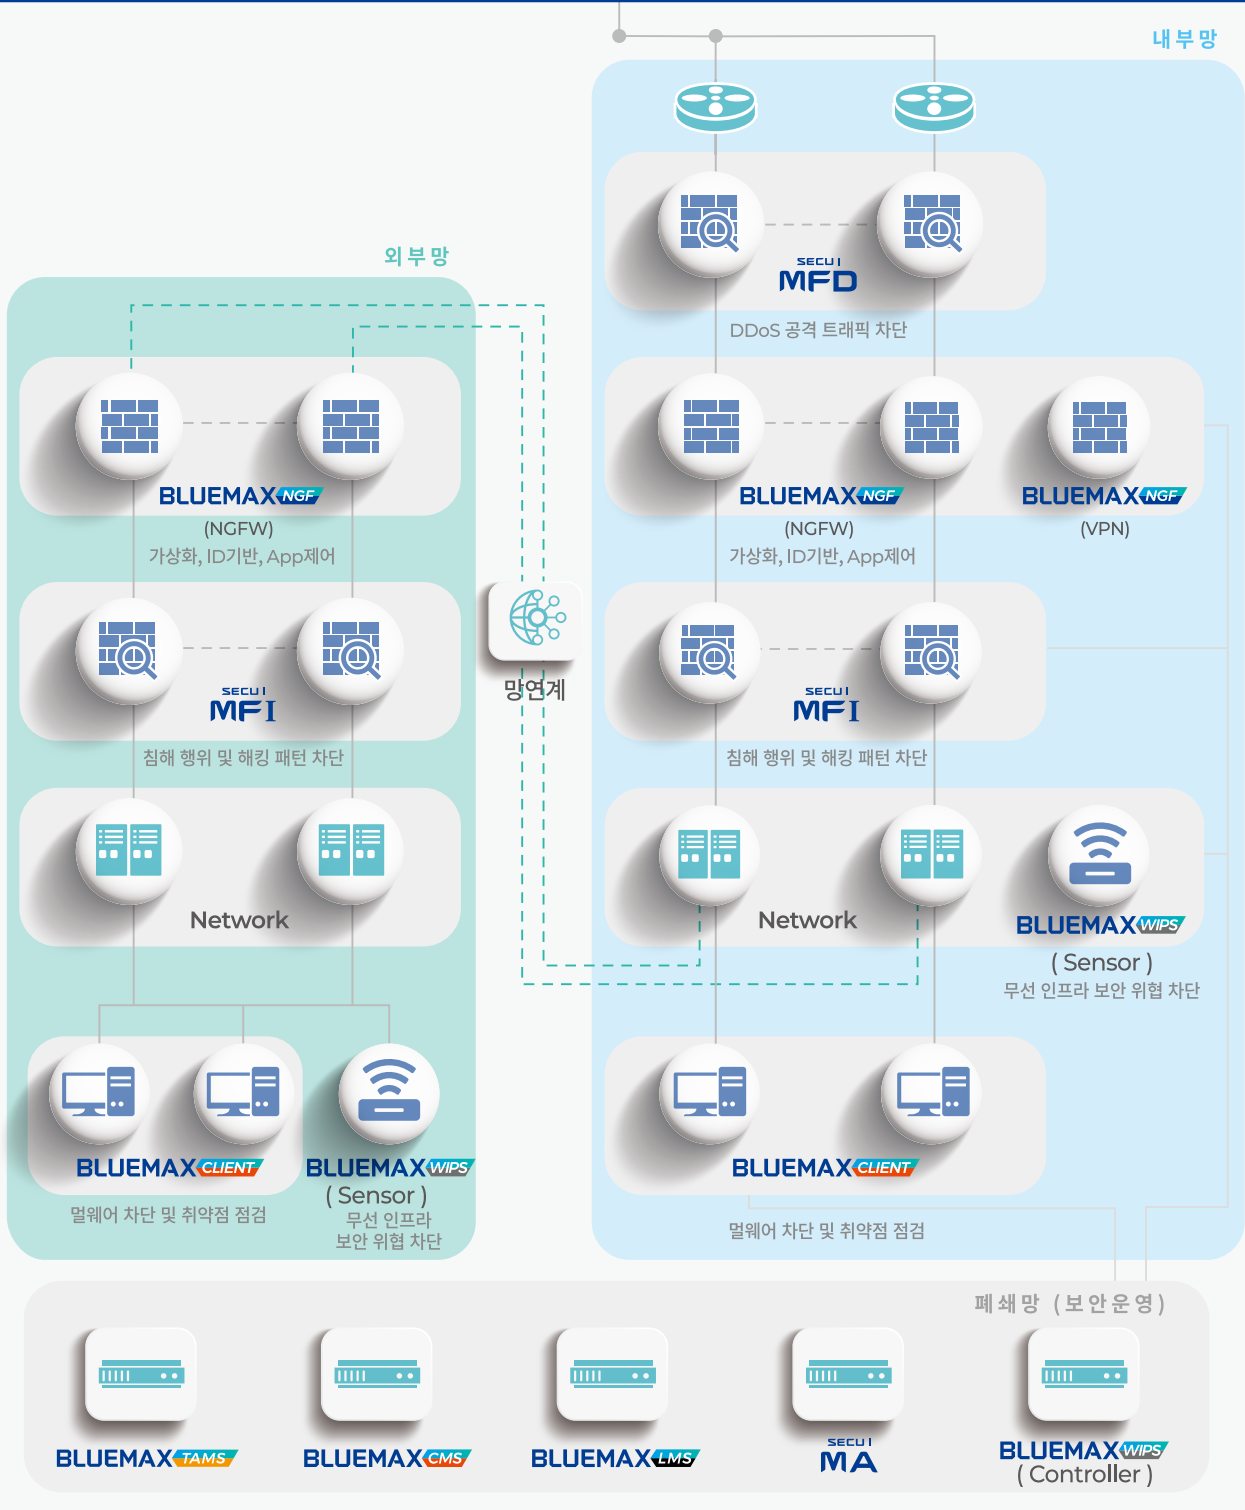 내부망
SECUI
MFD
DDoS 공격 트래픽 차단
BLUEMAX NGF
(NGFW)
가상화, ID기반, App제어
BLUEMAX NGF
(VPN)
SECUI
MFI
침해 행위 및 해킹 패턴 차단
Network
BLUEMAX WIPS
( Sensor )
무선 인프라 보안 위협 차단
BLUEMAX CLIENT
멀웨어 차단 및 취약점 점검
외부망
BLUEMAX NGF
(NGFW)
가상화, ID기반, App제어
SECUI
MFI
침해 행위 및 해킹 패턴 차단
Network
BLUEMAX CLIENT
멀웨어 차단 및 취약점 점검
BLUEMAX WIPS
( Sensor )
무선 인프라
보안 위협 차단
망연계
폐쇄망 (보안운영)
BLUEMAX TAMS
BLUEMAX CMS
BLUEMAX LMS
SECUI
MA
BLUEMAX WIPS
( Controller )